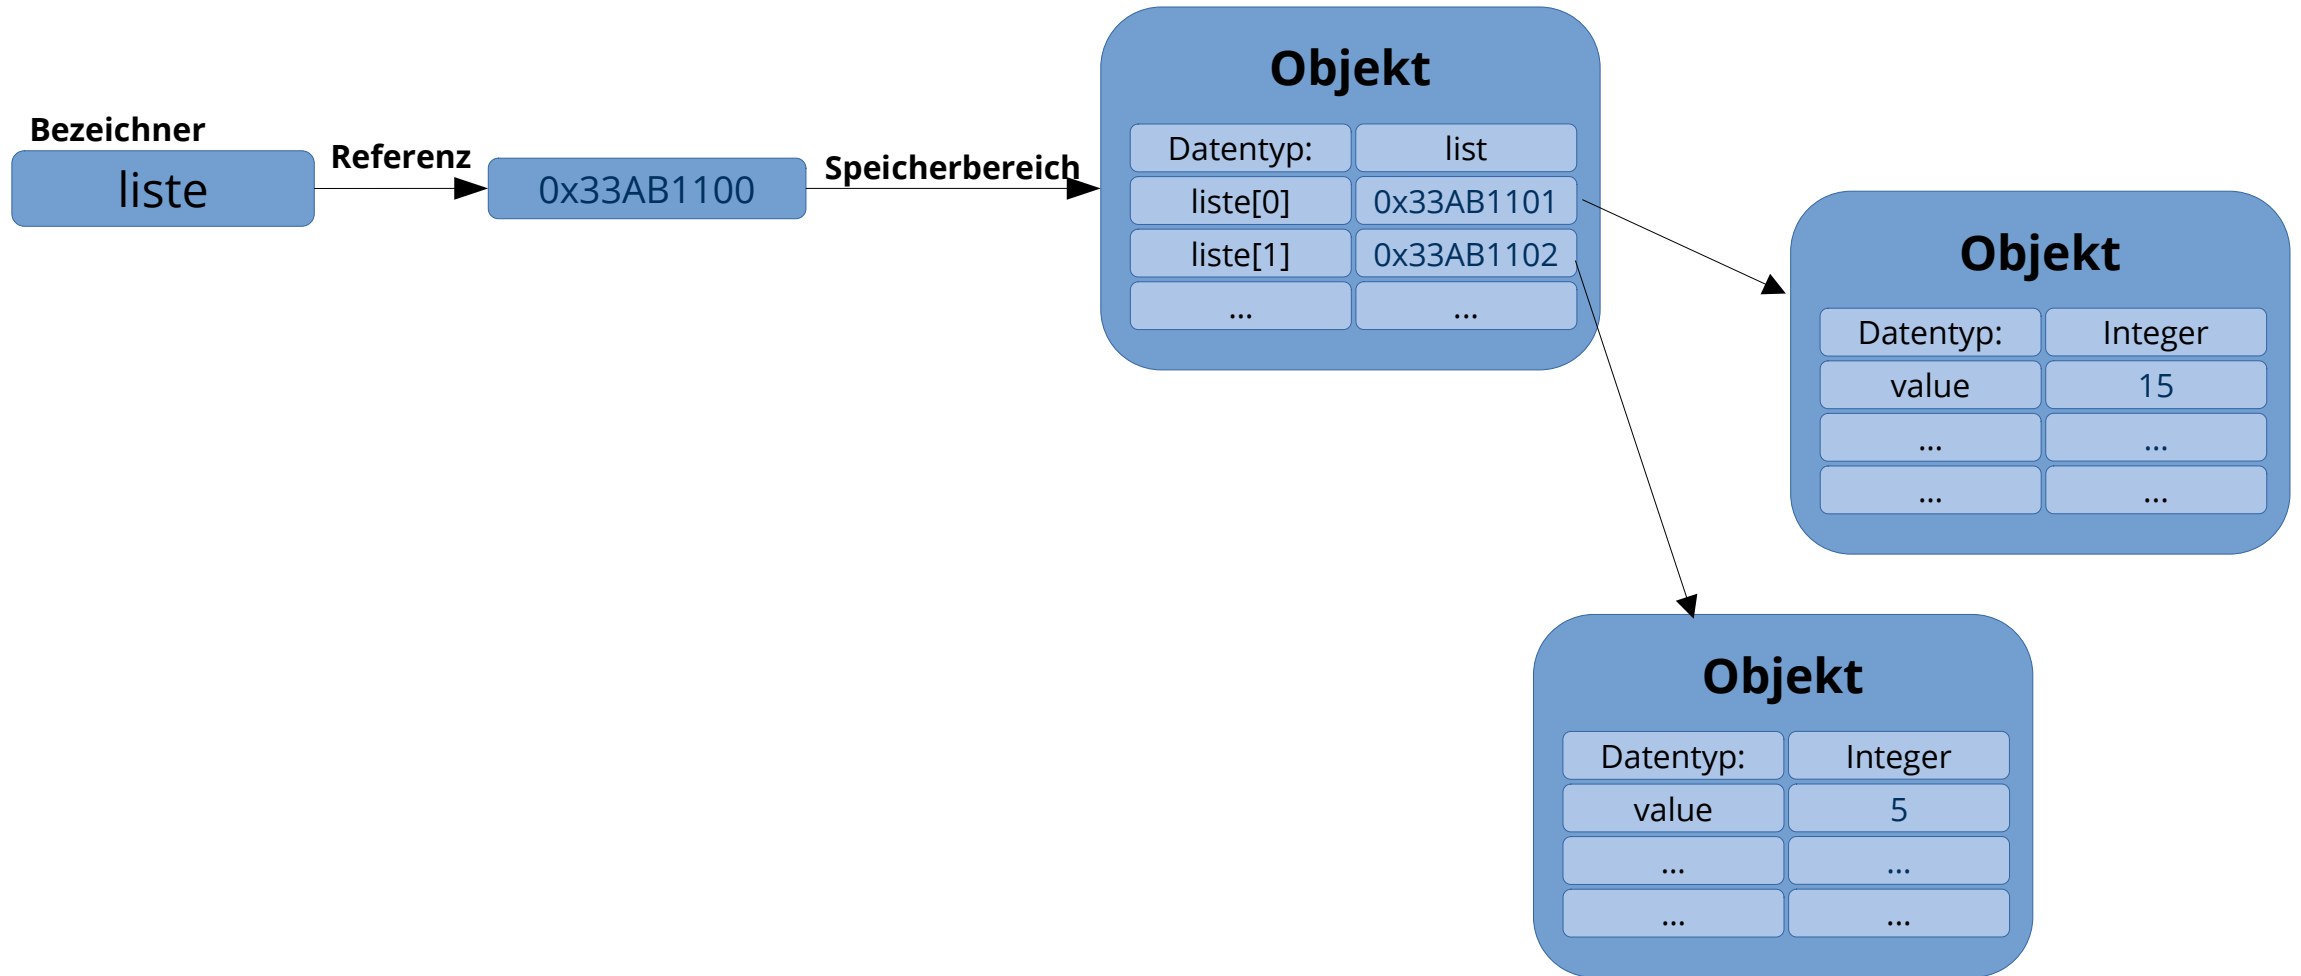 Bezeichner
liste
Referenz
0x33AB1100
Speicherbereich
Objekt
Datentyp: list
liste[0] 0x33AB1101
liste[1] 0x33AB1102
... ...
Objekt
Datentyp: Integer
value 15
... ...
... ...
Objekt
Datentyp: Integer
value 5
... ...
... ...